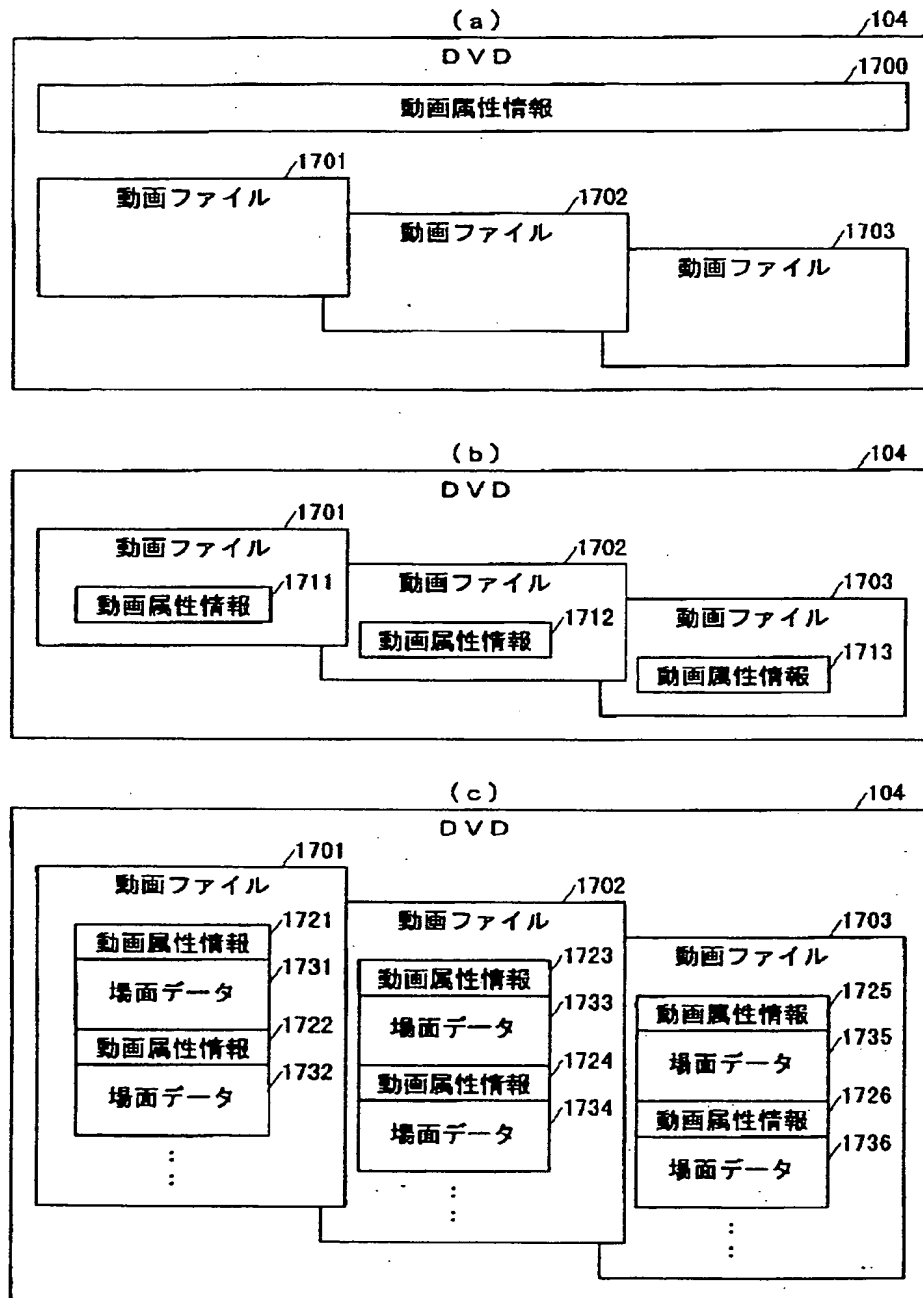 (a)
104
DVD
1700
動画属性情報
1701
動画ファイル
1702
動画ファイル
1703
動画ファイル
(b)
104
DVD
1701
動画ファイル
1711
動画属性情報
1702
動画ファイル
1712
動画属性情報
1703
動画ファイル
1713
動画属性情報
(c)
104
DVD
1701
動画ファイル
1721
動画属性情報
1731
場面データ
1722
動画属性情報
1732
場面データ
1702
動画ファイル
1723
動画属性情報
1733
場面データ
1724
動画属性情報
1734
場面データ
1703
動画ファイル
1725
動画属性情報
1735
場面データ
1726
動画属性情報
1736
場面データ